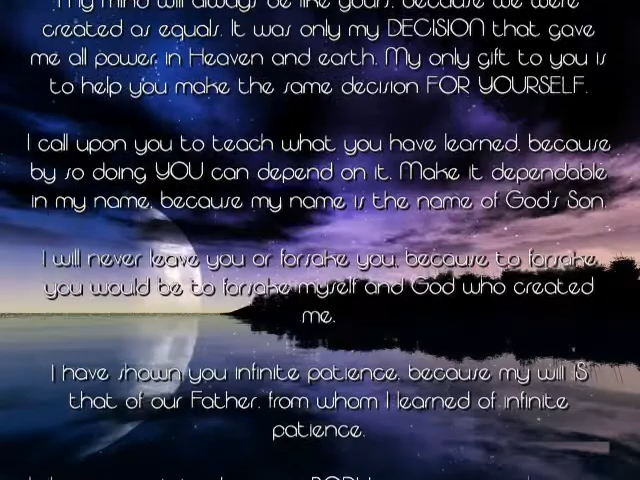 My mind will always be like yours, because we were
created as equals. It was only my DECISION that gave
me all power in Heaven and earth. My only gift to you is
to help you make the same decision FOR YOURSELF.
I call upon you to teach what you have learned, because
by so doing YOU can depend on it. Make it dependable
in my name, because my name is the name of God's Son.
I will never leave you or forsake you, because to forsake
you would be to forsake myself and God who created
me.
I have shown you infinite patience, because my will IS
that of our Father, from whom I learned of infinite
patience.